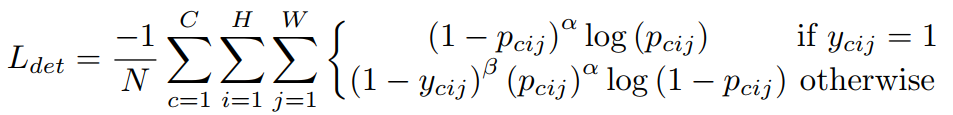 L_{det} = \frac{-1}{N} \sum_{c=1}^{C} \sum_{i=1}^{H} \sum_{j=1}^{W} \begin{cases} (1 - p_{cij})^{\alpha} \log (p_{cij}) & \text{if } y_{cij} = 1 \\ (1 - y_{cij})^{\beta} (p_{cij})^{\alpha} \log (1 - p_{cij}) & \text{otherwise} \end{cases}